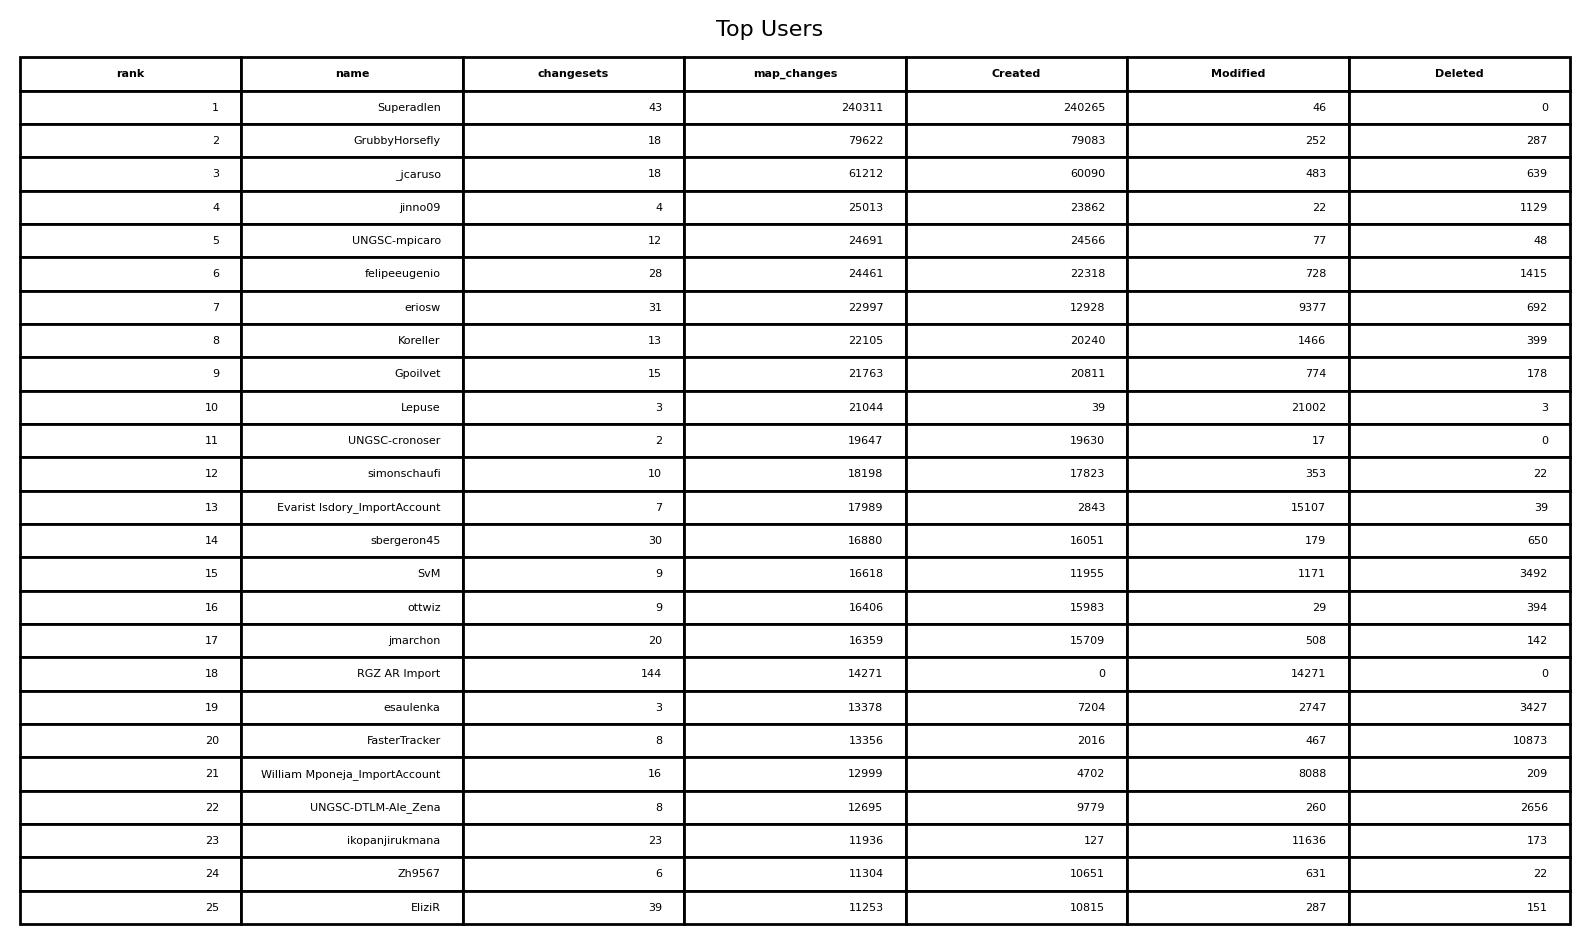 Top Users
rank name changesets map_changes Created Modified Deleted
1 Superadlen 43 240311 240265 46 0
2 GrubbyHorsefly 18 79622 79083 252 287
3 _jcaruso 18 61212 60090 483 639
4 jinno09 4 25013 23862 22 1129
5 UNGSC-mpicaro 12 24691 24566 77 48
6 felipeeugenio 28 24461 22318 728 1415
7 eriosw 31 22997 12928 9377 692
8 Koreller 13 22105 20240 1466 399
9 Gpoilvet 15 21763 20811 774 178
10 Lepuse 3 21044 39 21002 3
11 UNGSC-cronoser 2 19647 19630 17 0
12 simonschaufi 10 18198 17823 353 22
13 Evarist Isdory_ImportAccount 7 17989 2843 15107 39
14 sbergeron45 30 16880 16051 179 650
15 SvM 9 16618 11955 1171 3492
16 ottwiz 9 16406 15983 29 394
17 jmarchon 20 16359 15709 508 142
18 RGZ AR Import 144 14271 0 14271 0
19 esaulenka 3 13378 7204 2747 3427
20 FasterTracker 8 13356 2016 467 10873
21 William Mponeja_ImportAccount 16 12999 4702 8088 209
22 UNGSC-DTLM-Ale_Zena 8 12695 9779 260 2656
23 ikopanjirukmana 23 11936 127 11636 173
24 Zh9567 6 11304 10651 631 22
25 EliziR 39 11253 10815 287 151